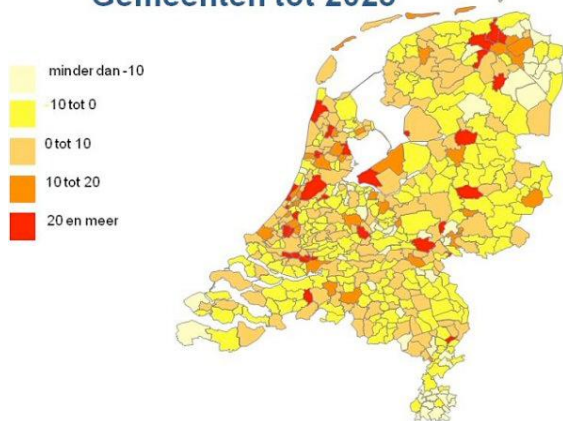 Gemeenten tot 2025
minder dan -10
-10 tot 0
0 tot 10
10 tot 20
20 en meer